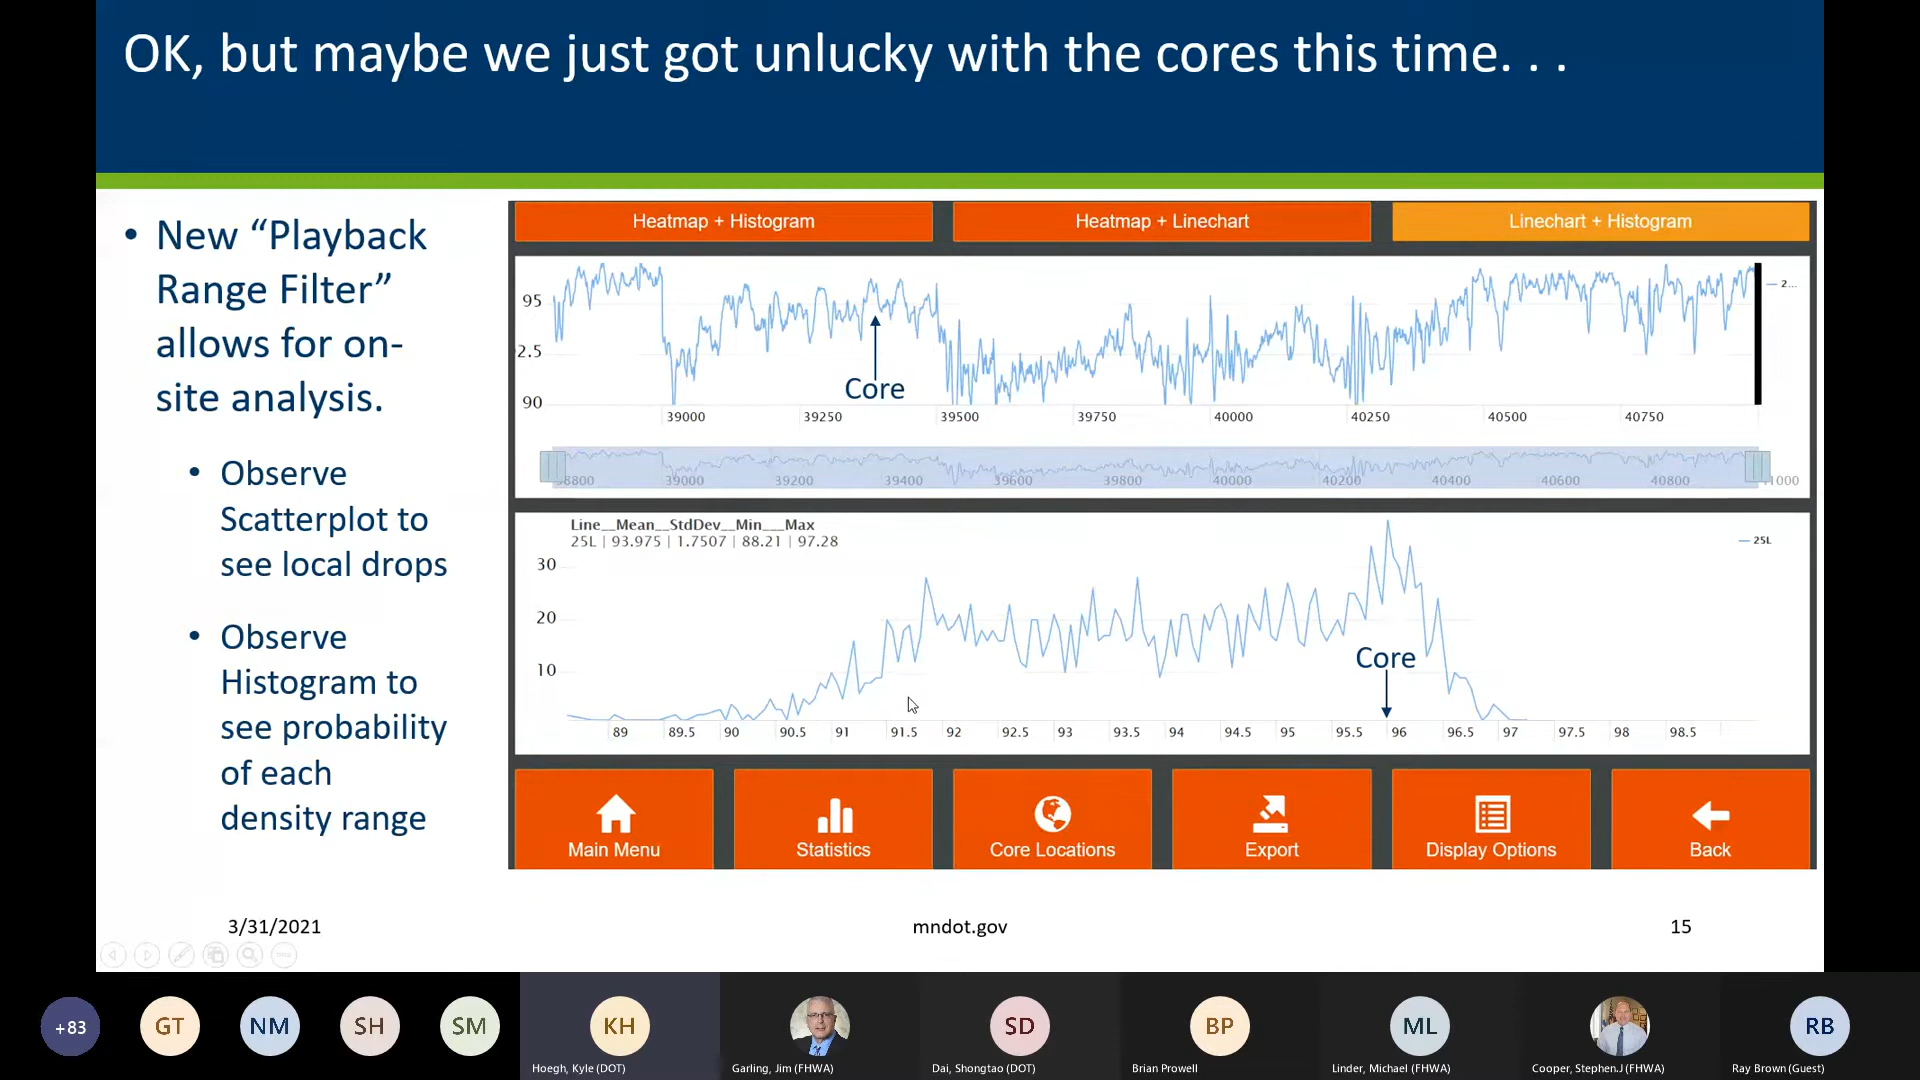 OK, but maybe we just got unlucky with the cores this time. . .
• New “Playback
Range Filter”
allows for on-
site analysis.
• Observe
Scatterplot to
see local drops
• Observe
Histogram to
see probability
of each
density range
Heatmap + Histogram
Heatmap + Linechart
Linechart + Histogram
95
2.5
90
2...
Core
39000 39250 39500 39750 40000 40250 40500 40750
8800 39000 39200 39400 39600 39800 40000 40200 40400 40600 40800 1000
Line__Mean__StdDev__Min___Max
25L | 93.975 | 1.7507 | 88.21 | 97.28
25L
30
20
10
Core
89 89.5 90 90.5 91 91.5 92 92.5 93 93.5 94 94.5 95 95.5 96 96.5 97 97.5 98 98.5
Main Menu
Statistics
Core Locations
Export
Display Options
Back
3/31/2021
mndot.gov
15
+83
GT
NM
SH
SM
KH
SD
BP
ML
RB
Hoegh, Kyle (DOT)
Garling, Jim (FHWA)
Dai, Shongtao (DOT)
Brian Prowell
Linder, Michael (FHWA)
Cooper, Stephen.J (FHWA)
Ray Brown (Guest)